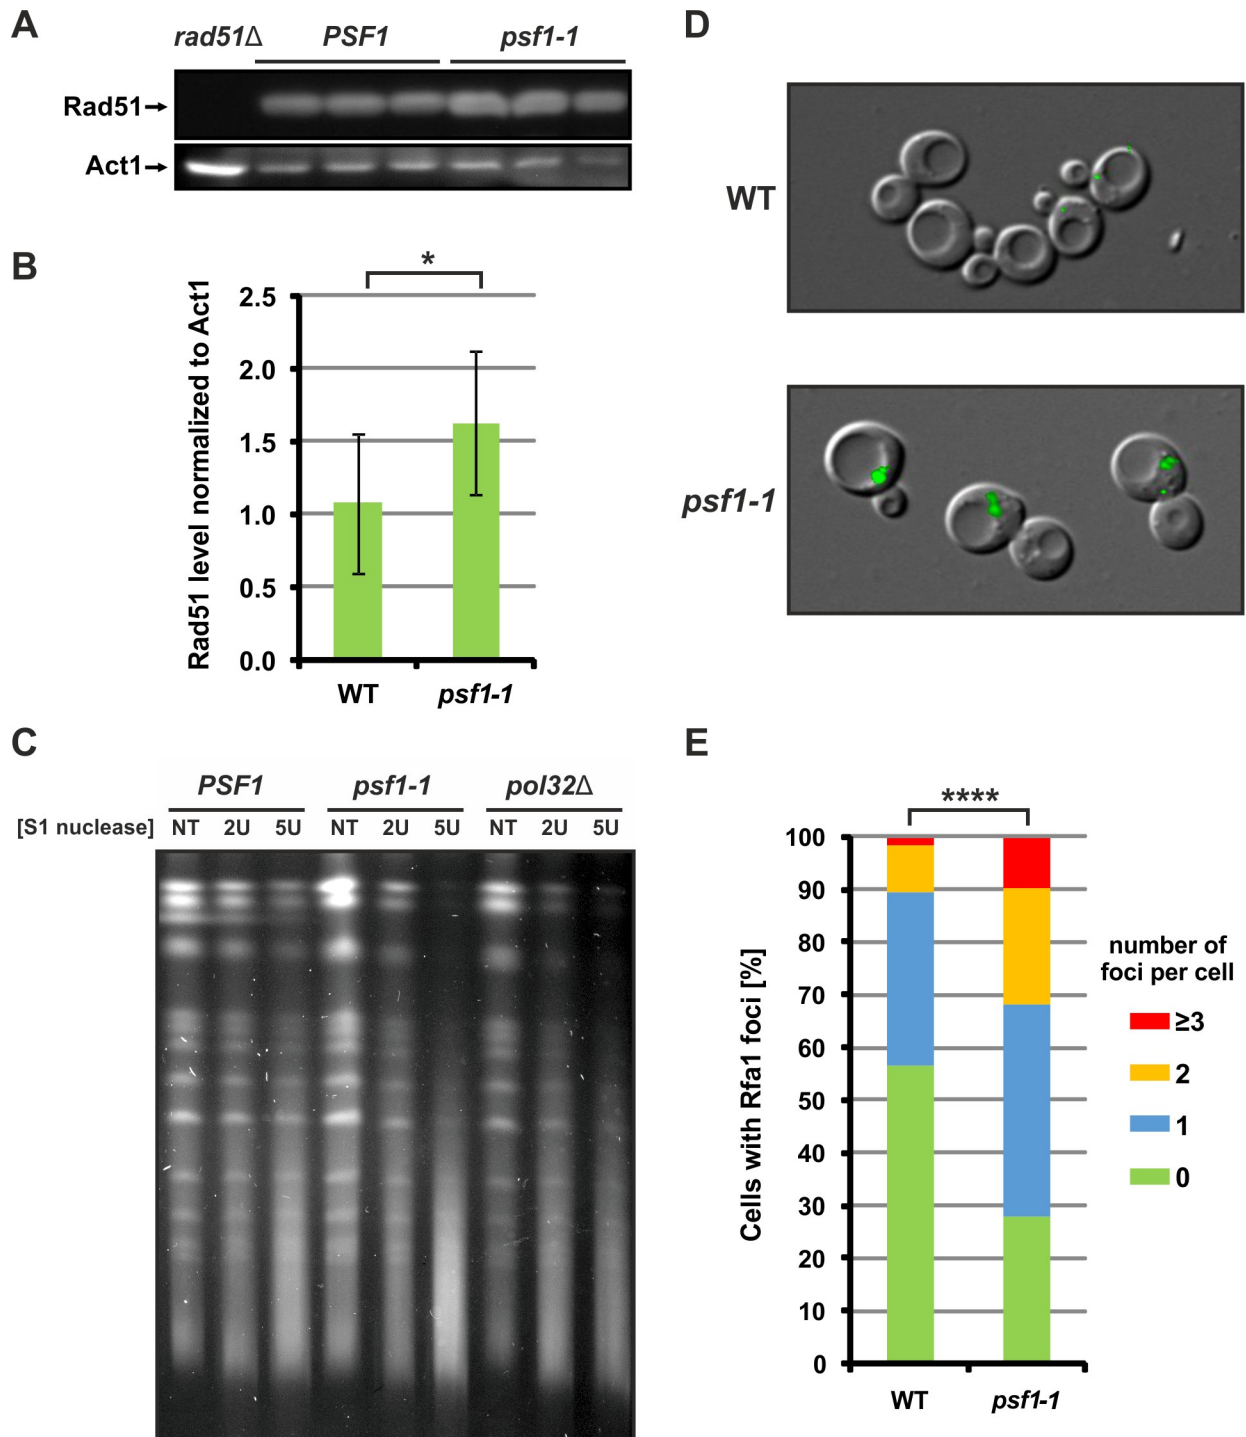 A
rad51Δ PSF1 psf1-1
Rad51
Act1
B
*
Rad51 level normalized to Act1
2.5
2.0
1.5
1.0
0.5
0.0
WT psf1-1
C
PSF1 psf1-1 pol32Δ
[S1 nuclease] NT 2U 5U NT 2U 5U NT 2U 5U
D
WT
psf1-1
E
****
Cells with Rfa1 foci [%]
100
90
80
70
60
50
40
30
20
10
0
WT psf1-1
number of
foci per cell
≥3
2
1
0